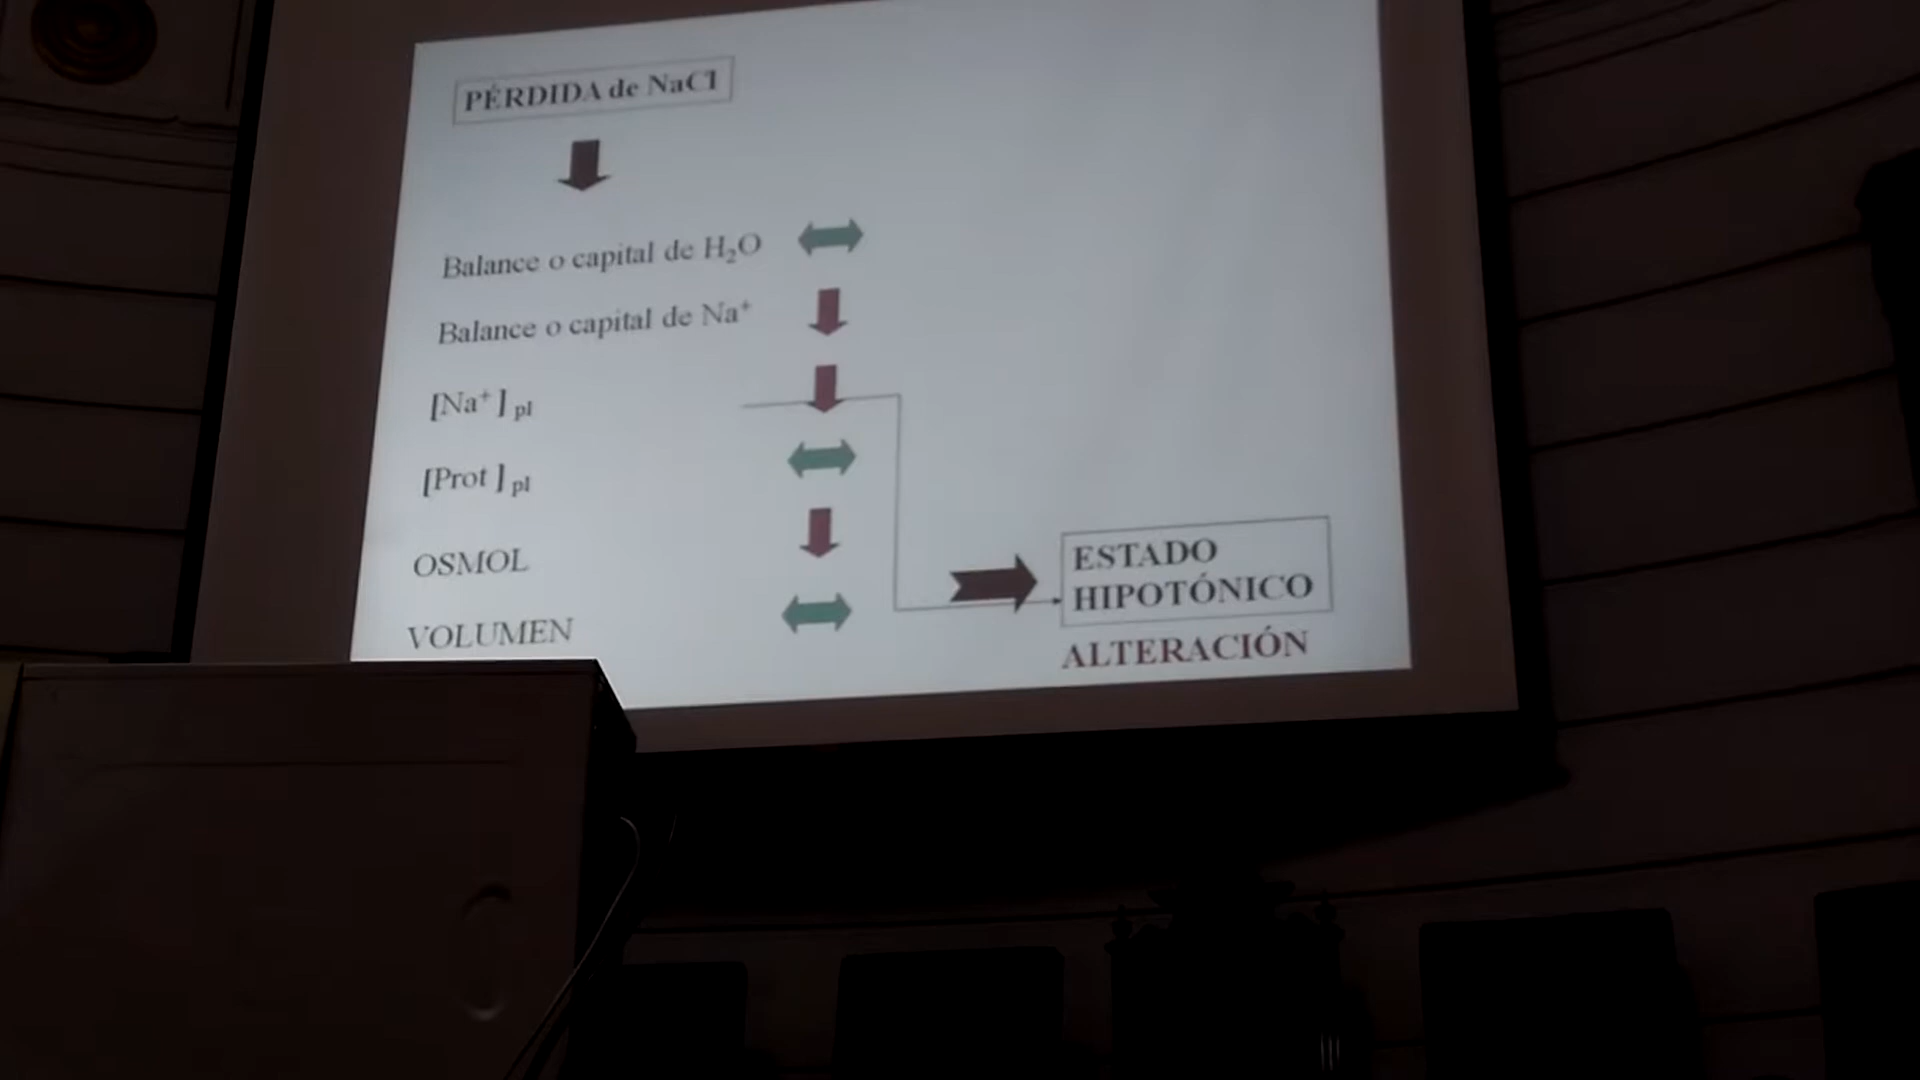 PÉRDIDA de NaCl
Balance o capital de H₂O
Balance o capital de Na⁺
[Na⁺] pl
[Prot] pl
OSMOL
VOLUMEN
ESTADO
HIPOTÓNICO
ALTERACIÓN